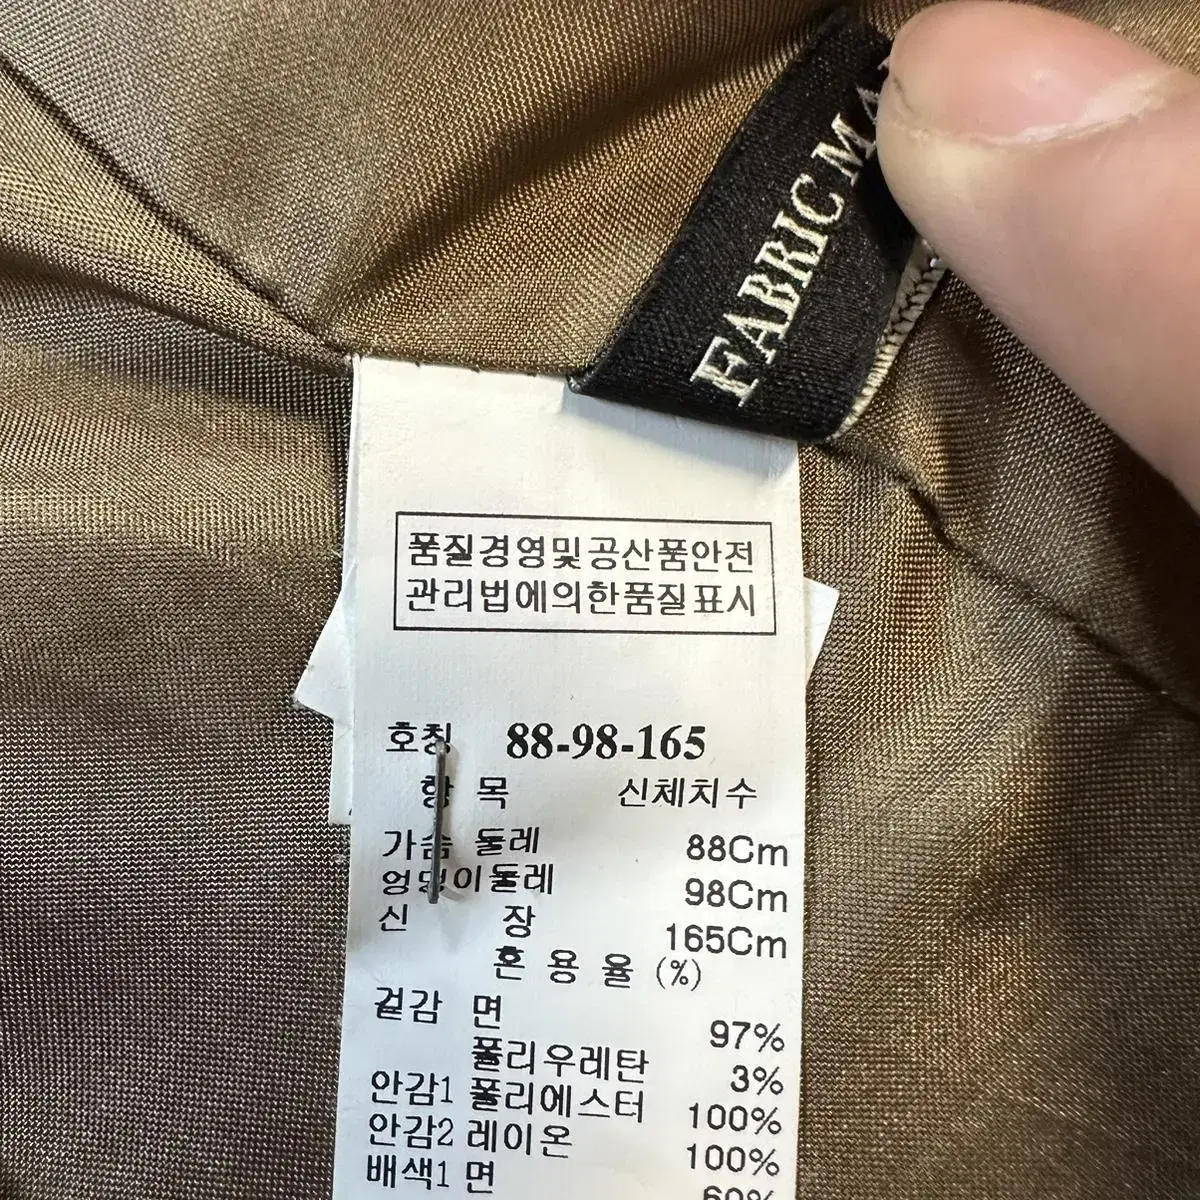 FABRIC MA
품질경영및공산품안전
관리법에의한품질표시
호칭 88-98-165
항 목 신체치수
가슴 둘레 88Cm
엉덩이둘레 98Cm
신 장 165Cm
혼 용 율 (%)
겉감 면 97%
폴리우레탄 3%
안감1 폴리에스터 100%
안감2 레이온 100%
배색1 면 60%